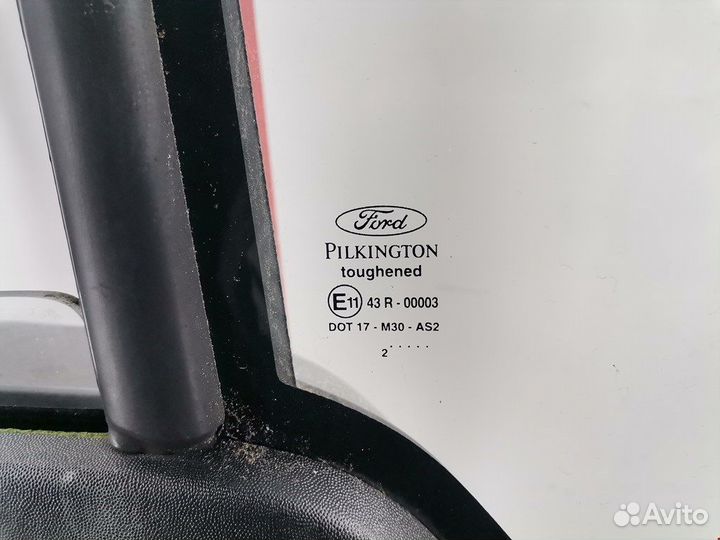 Ford
PILKINGTON
toughened
E11 43 R - 00003
DOT 17 - M30 - AS2
2 . . . . .
Avito